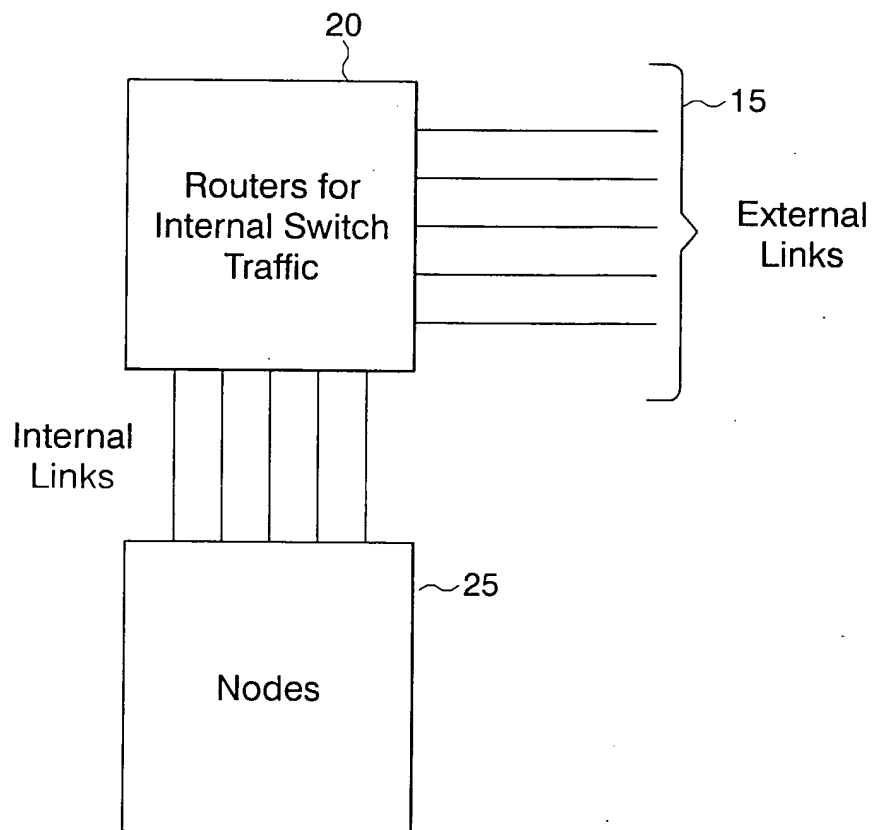 20
15
Routers for
Internal Switch
Traffic
External
Links
Internal
Links
25
Nodes